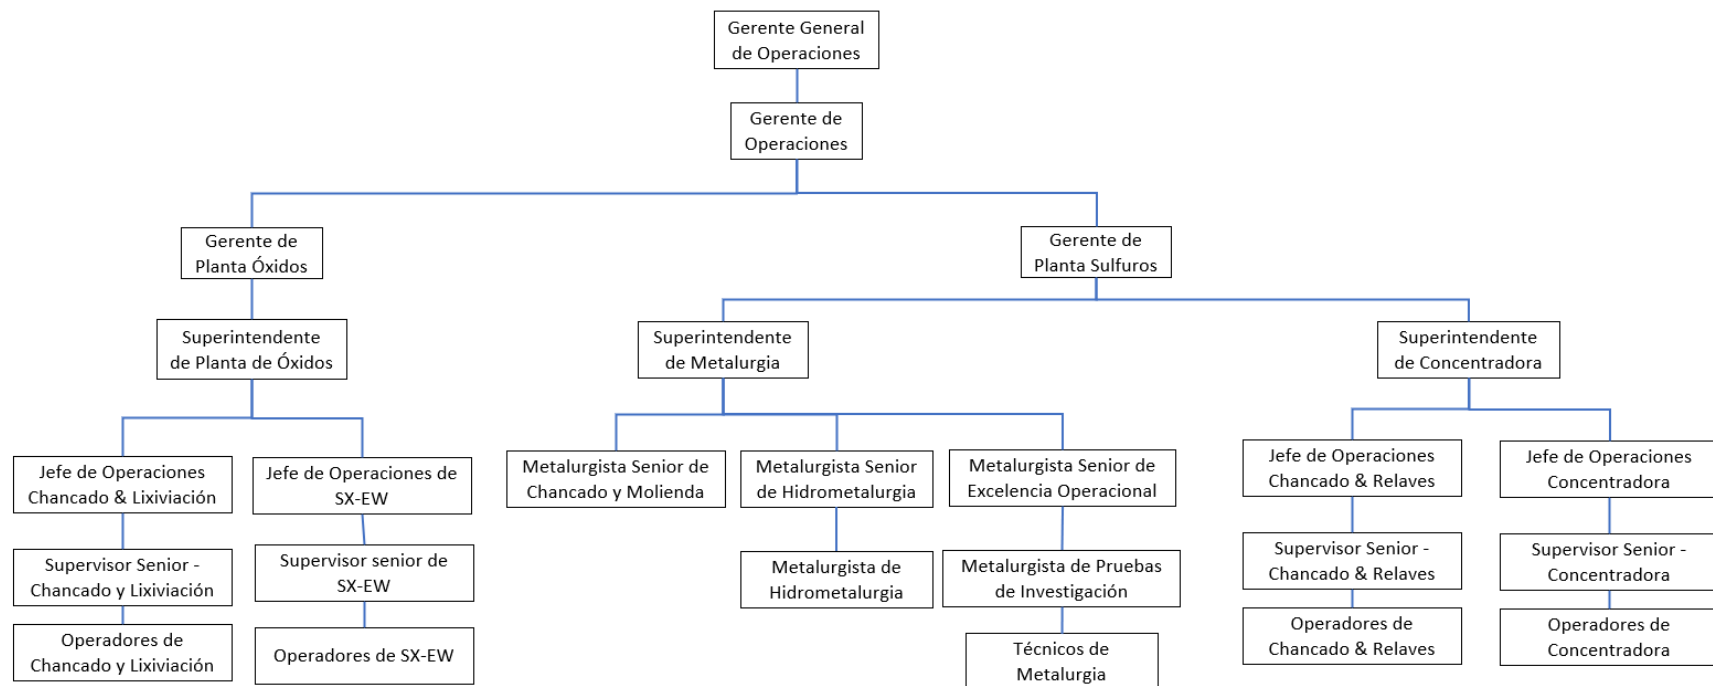 Gerente General
de Operaciones
Gerente de
Operaciones
Gerente de
Planta Óxidos
Gerente de
Planta Sulfuros
Superintendente
de Planta de Óxidos
Superintendente
de Metalurgia
Superintendente
de Concentradora
Jefe de Operaciones
Chancado & Lixiviación
Jefe de Operaciones de
SX-EW
Metalurgista Senior de
Chancado y Molienda
Metalurgista Senior
de Hidrometalurgia
Metalurgista Senior de
Excelencia Operacional
Jefe de Operaciones
Chancado & Relaves
Jefe de Operaciones
Concentradora
Supervisor Senior -
Chancado y Lixiviación
Supervisor senior de
SX-EW
Metalurgista de
Hidrometalurgia
Metalurgista de Pruebas
de Investigación
Supervisor Senior -
Chancado & Relaves
Supervisor Senior -
Concentradora
Operadores de
Chancado y Lixiviación
Operadores de SX-EW
Técnicos de
Metalurgia
Operadores de
Chancado & Relaves
Operadores de
Concentradora